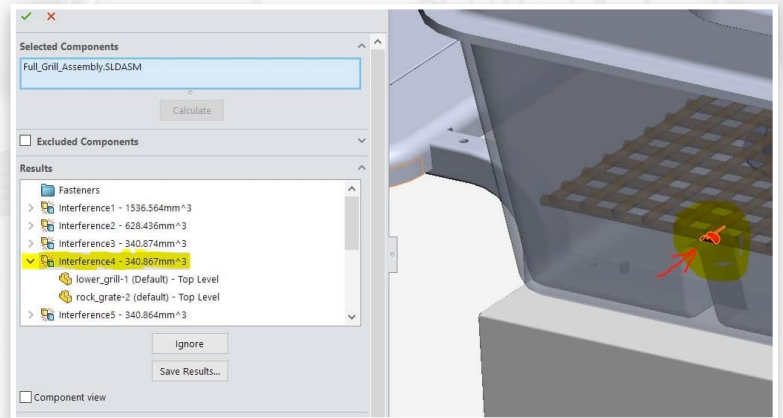 Selected Components
Full_Grill_Assembly.SLDASM
Calculate
Excluded Components
Results
Fasteners
Interference1 - 1536.564mm^3
Interference2 - 628.436mm^3
Interference3 - 340.874mm^3
Interference4 - 340.867mm^3
lower_grill-1 (Default) - Top Level
rock_grate-2 (default) - Top Level
Interference5 - 340.864mm^3
Ignore
Save Results...
Component view